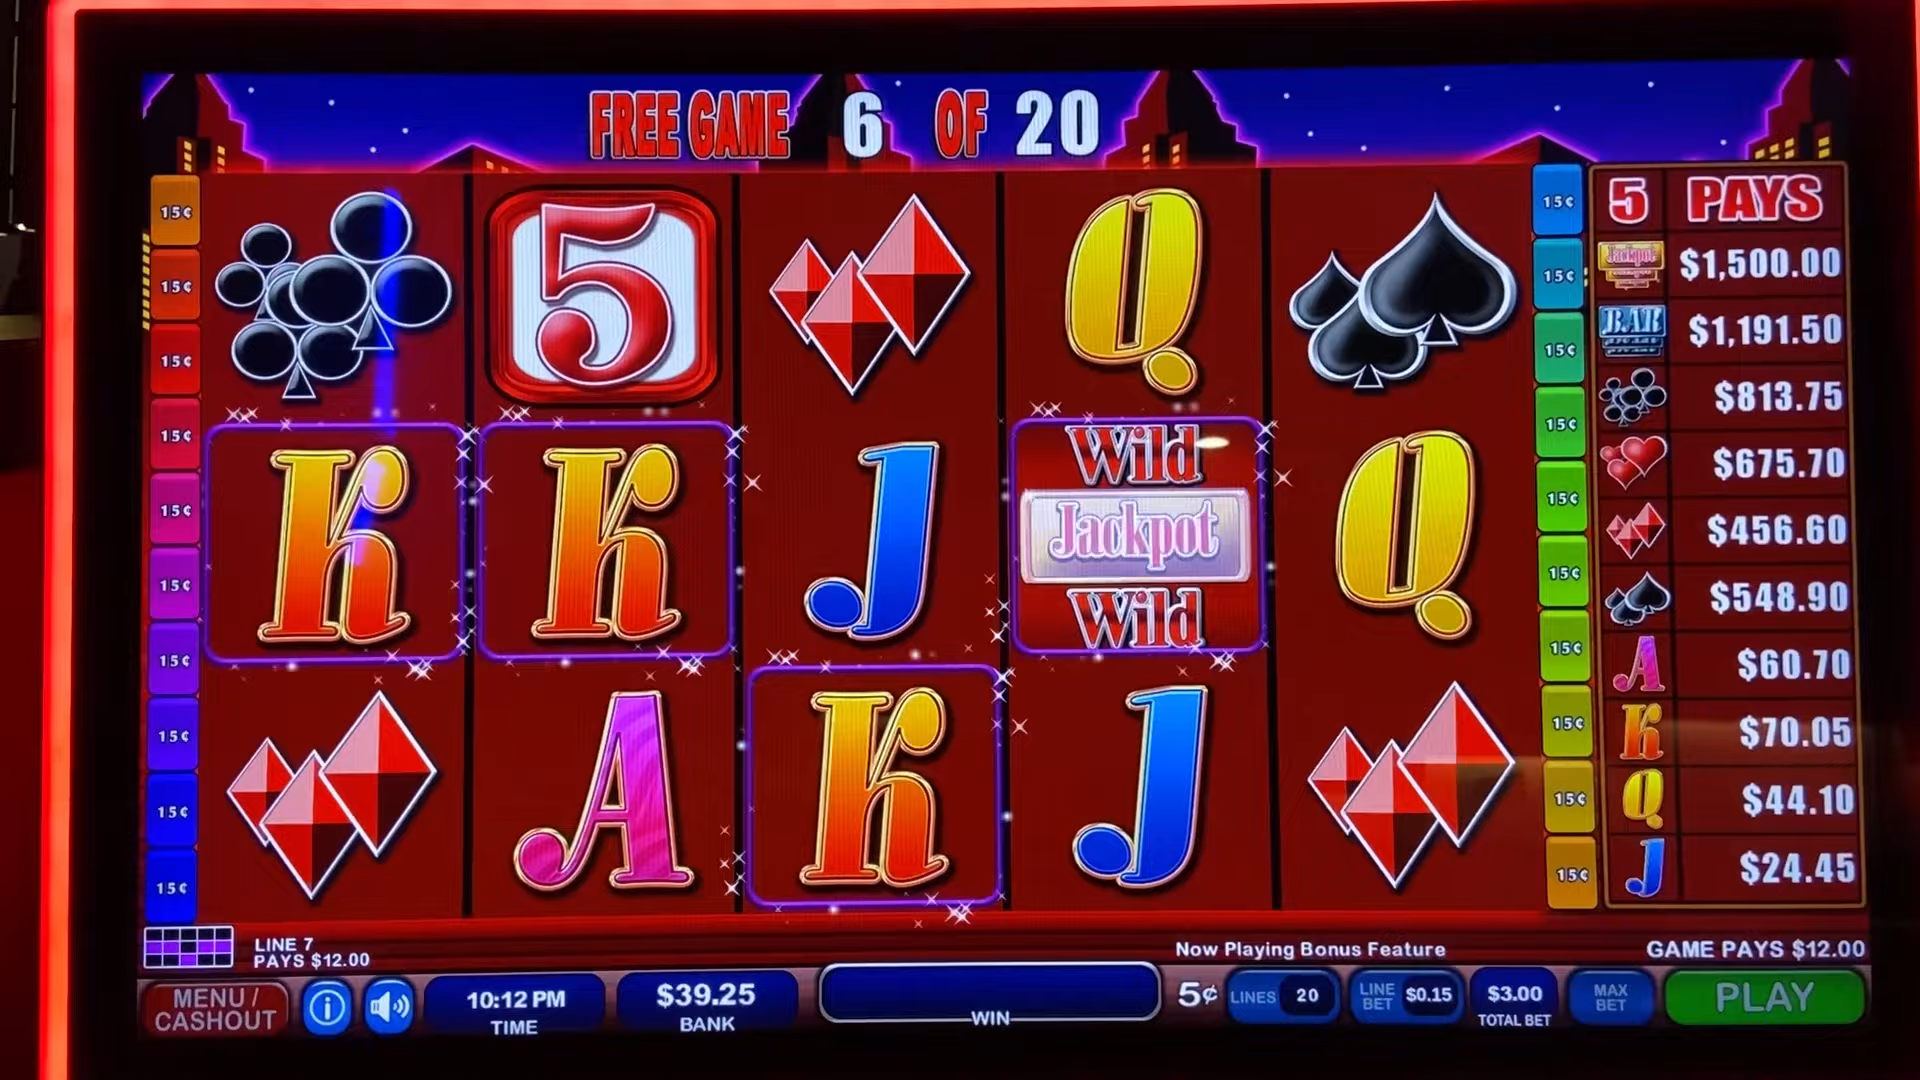 FREE GAME 6 OF 20
5 PAYS
Jackpot $1,500.00
BAR $1,191.50
$813.75
$675.70
$456.60
$548.90
A $60.70
K $70.05
Q $44.10
J $24.45
15¢ 15¢
15¢ 15¢
15¢ 15¢
15¢ 15¢
15¢ 15¢
15¢ 15¢
15¢ 15¢
15¢ 15¢
15¢ 15¢
15¢ 15¢
5 Q
K K J Wild Q
Jackpot
Wild
A K J
LINE 7
PAYS $12.00
Now Playing Bonus Feature
GAME PAYS $12.00
MENU /
CASHOUT
i
10:12 PM
TIME
$39.25
BANK
WIN
5¢
LINES 20
LINE
BET $0.15
$3.00
TOTAL BET
MAX
BET
PLAY